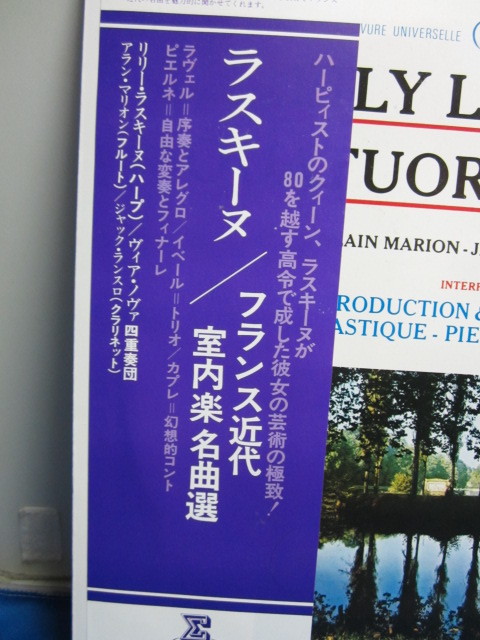 ハーピィストのクィーン、ラスキーヌが
80を越す高令で成した彼女の芸術の極致!
ラスキーヌ/フランス近代
室内楽名曲選
ラヴェル=序奏とアレグロ/イベール=トリオ/カプレ=幻想的コント
ピエルネ=自由な変奏とフィナーレ
リリー・ラスキーヌ(ハープ)/ヴィア・ノヴァ四重奏団
アラン・マリオン(フルート)/ジャック・ランスロ(クラリネット)
VURE UNIVERSELLE
LY L
TUOR
AIN MARION - J
INTERF
RODUCTION &
ASTIQUE - PIE